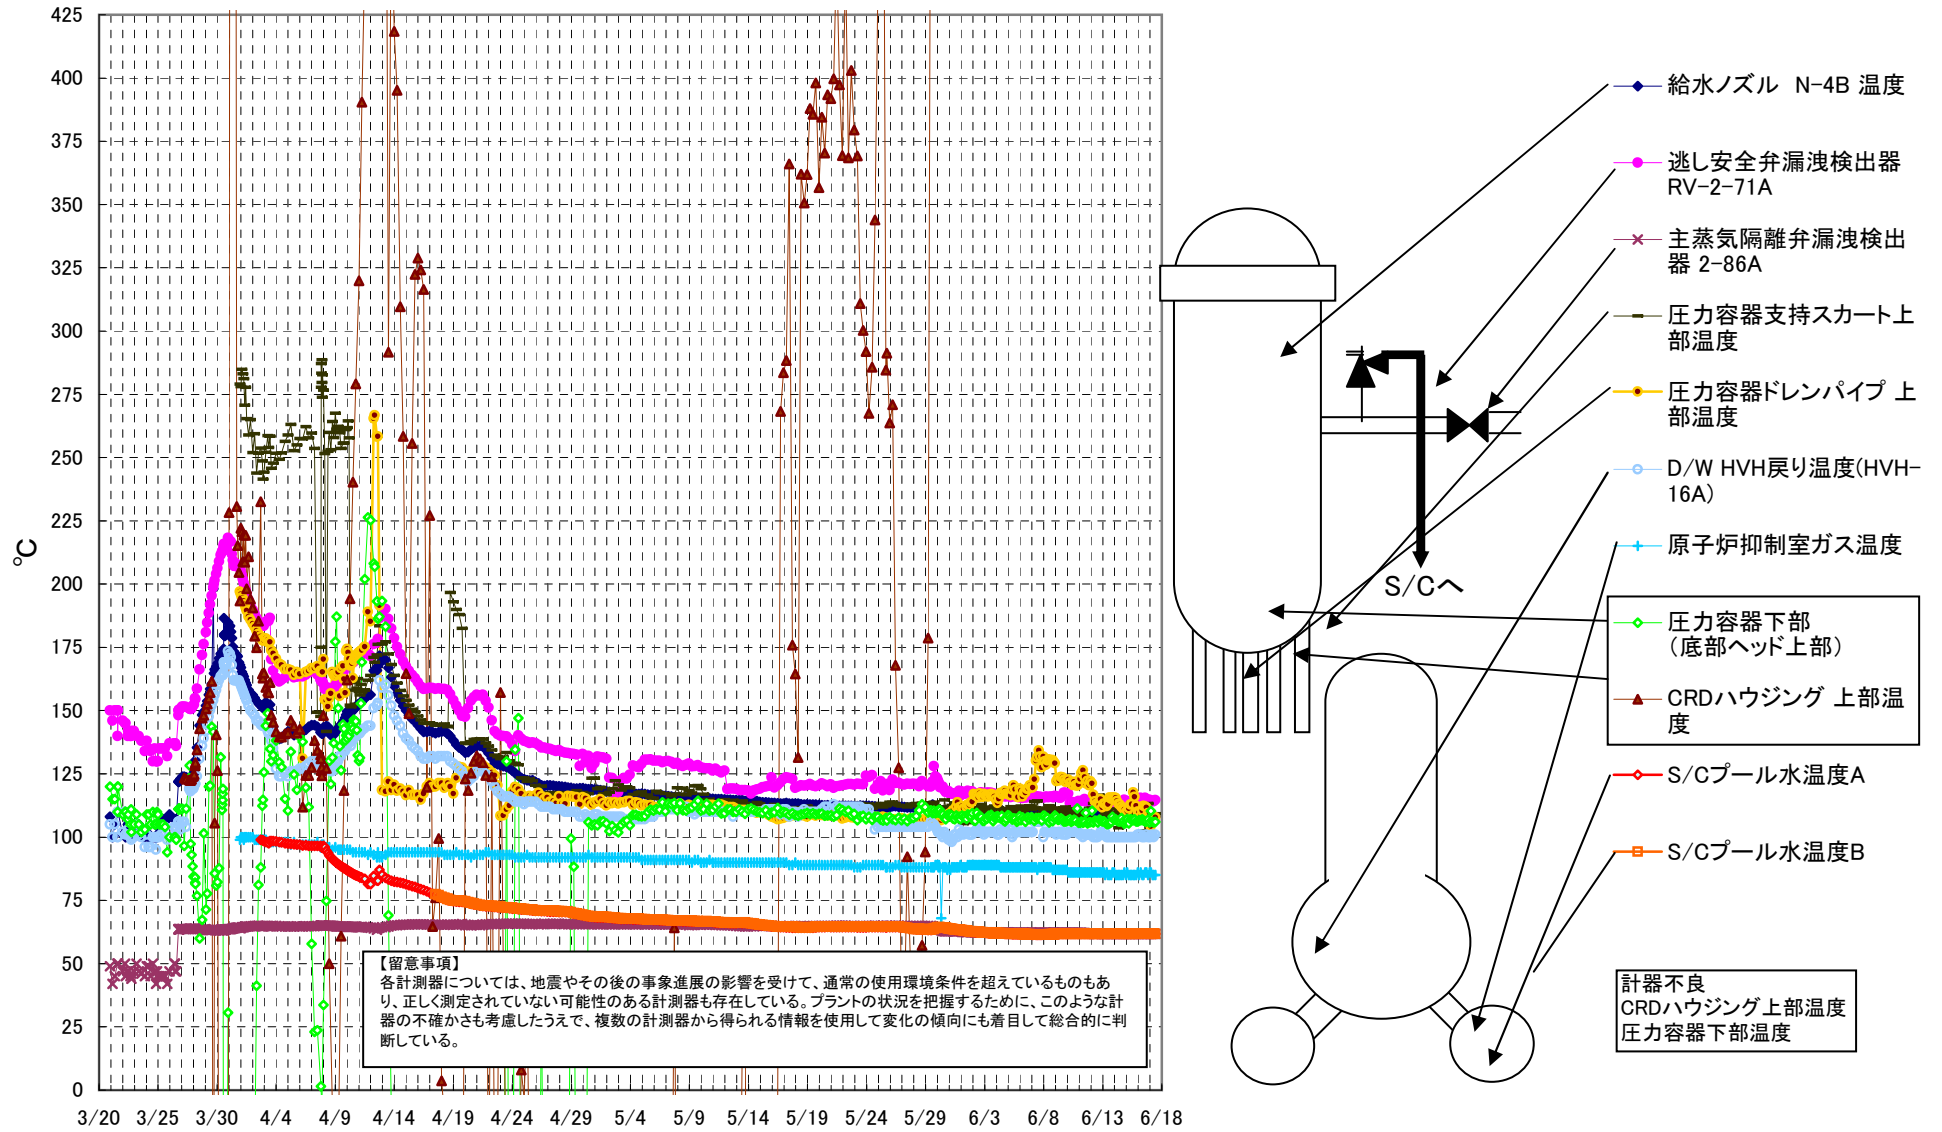 425
400
375
350
325
300
275
250
225
200
175
150
125
100
75
50
25
0
℃
3/20 3/25 3/30 4/4 4/9 4/14 4/19 4/24 4/29 5/4 5/9 5/14 5/19 5/24 5/29 6/3 6/8 6/13 6/18
【留意事項】
各計測器については、地震やその後の事象進展の影響を受けて、通常の使用環境条件を超えているものもあ
り、正しく測定されていない可能性のある計測器も存在している。プラントの状況を把握するために、このような計
器の不確かさも考慮したうえで、複数の計測器から得られる情報を使用して変化の傾向にも着目して総合的に判
断している。
S/Cへ
給水ノズル　N-4B 温度
逃し安全弁漏洩検出器
RV-2-71A
主蒸気隔離弁漏洩検出
器 2-86A
圧力容器支持スカート上
部温度
圧力容器ドレンパイプ 上
部温度
D/W HVH戻り温度(HVH-
16A)
原子炉抑制室ガス温度
圧力容器下部
（底部ヘッド上部）
CRDハウジング 上部温
度
S/Cプール水温度A
S/Cプール水温度B
計器不良
CRDハウジング上部温度
圧力容器下部温度